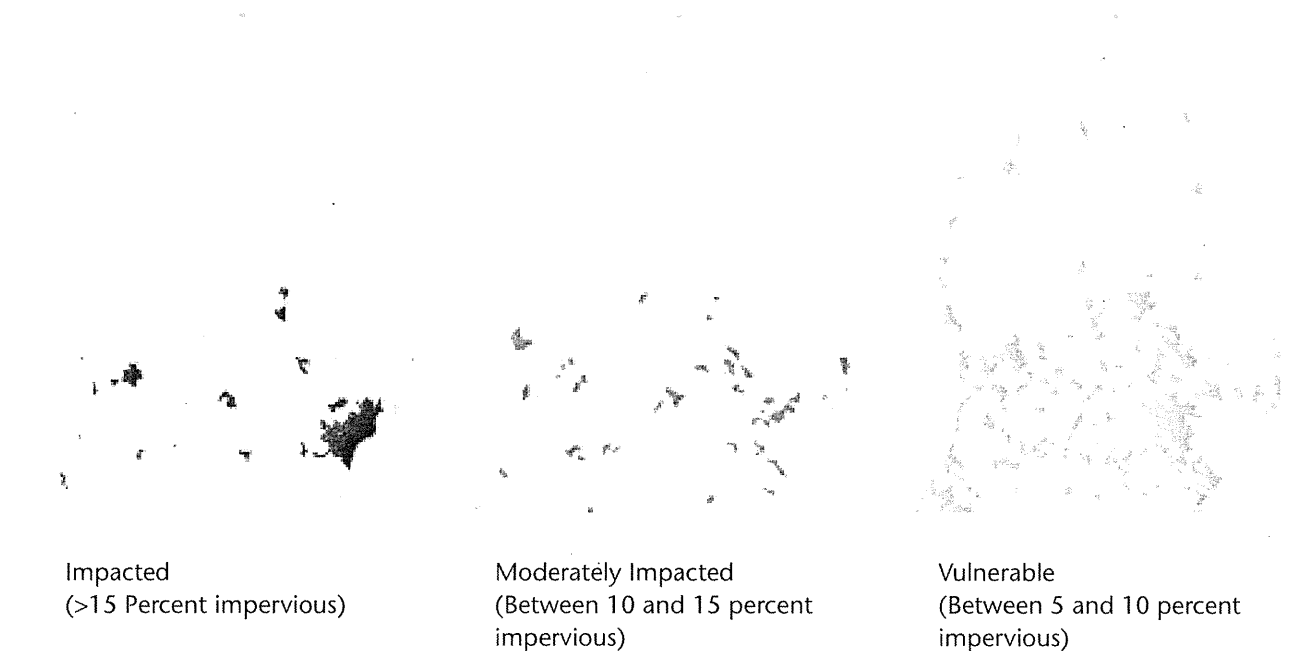 Impacted
(>15 Percent impervious)
Moderately Impacted
(Between 10 and 15 percent
impervious)
Vulnerable
(Between 5 and 10 percent
impervious)